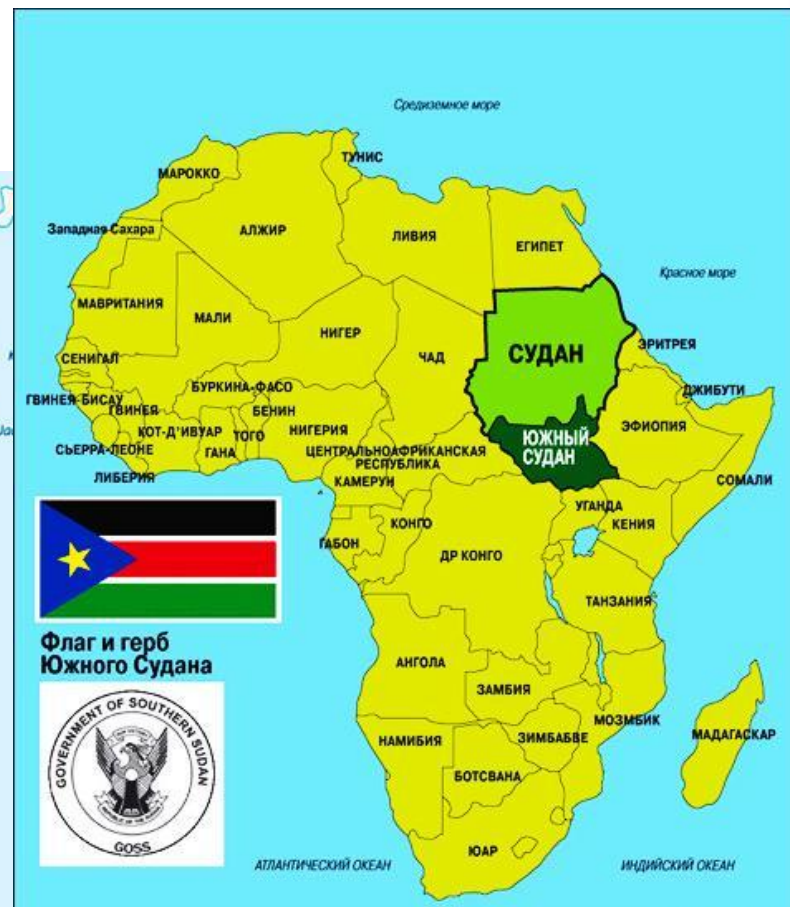 Средиземное море
ТУНИС
МАРОККО
Западная Сахара
АЛЖИР
ЛИВИЯ
ЕГИПЕТ
Красное море
МАВРИТАНИЯ
МАЛИ
НИГЕР
ЧАД
СУДАН
ЭРИТРЕЯ
СЕНИГАЛ
БУРКИНА-ФАСО
ДЖИБУТИ
ГВИНЕЯ-БИСАУ
ГВИНЕЯ
БЕНИН
КОТ-Д'ИВУАР
ТОГО
НИГЕРИЯ
ЭФИОПИЯ
ЮЖНЫЙ
СУДАН
СЬЕРРА-ЛЕОНЕ
ГАНА
ЦЕНТРАЛЬНОАФРИКАНСКАЯ
РЕСПУБЛИКА
ЛИБЕРИЯ
КАМЕРУН
СОМАЛИ
УГАНДА
КЕНИЯ
КОНГО
ГАБОН
ДР КОНГО
ТАНЗАНИЯ
Флаг и герб
Южного Судана
АНГОЛА
ЗАМБИЯ
МОЗМБИК
НАМИБИЯ
ЗИМБАБВЕ
МАДАГАСКАР
БОТСВАНА
GOVERNMENT OF SOUTHERN SUDAN
GOSS
ЮАР
АТЛАНТИЧЕСКИЙ ОКЕАН
ИНДИЙСКИЙ ОКЕАН